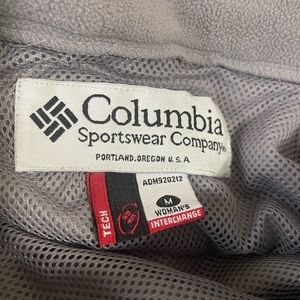 Columbia
Sportswear Company®
PORTLAND.OREGON U.S.A
ADM920212
M
WOMAN'S
INTERCHANGE
TECH